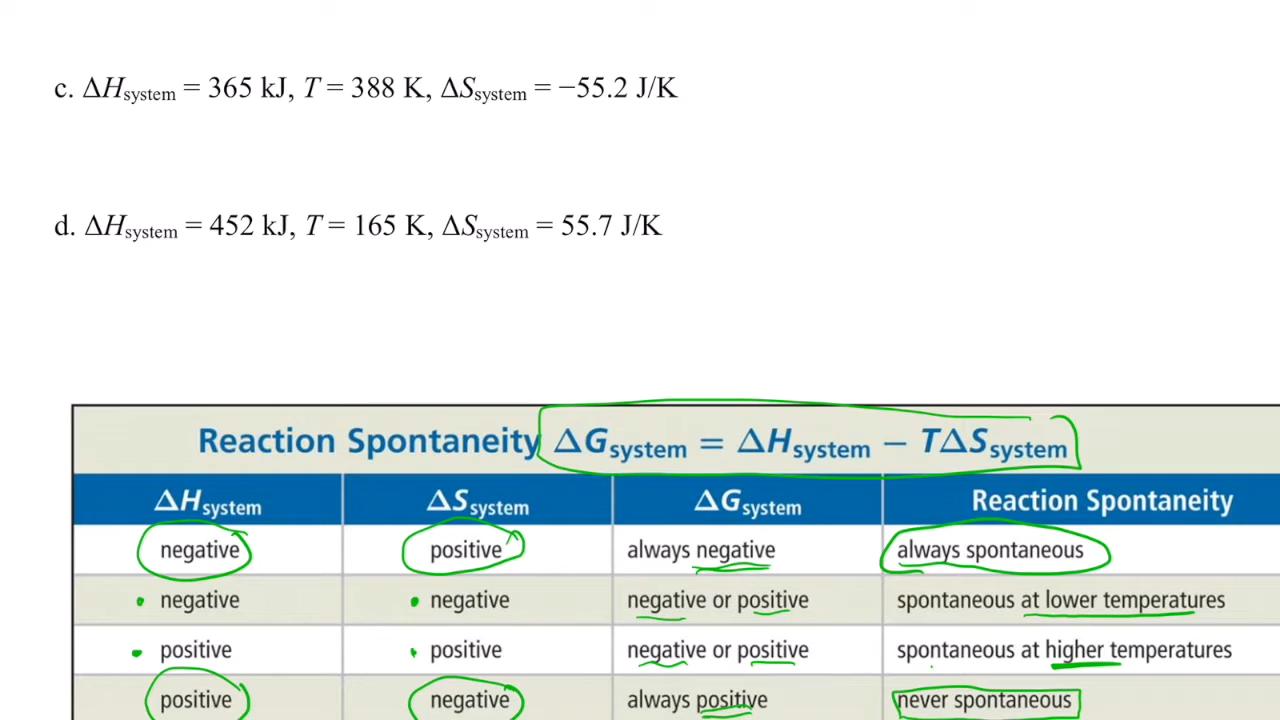 c. ΔHsystem = 365 kJ, T = 388 K, ΔSsystem = −55.2 J/K
d. ΔHsystem = 452 kJ, T = 165 K, ΔSsystem = 55.7 J/K
Reaction Spontaneity ΔGsystem = ΔHsystem − TΔSsystem
ΔHsystem ΔSsystem ΔGsystem Reaction Spontaneity
negative positive always negative always spontaneous
negative negative negative or positive spontaneous at lower temperatures
positive positive negative or positive spontaneous at higher temperatures
positive negative always positive never spontaneous